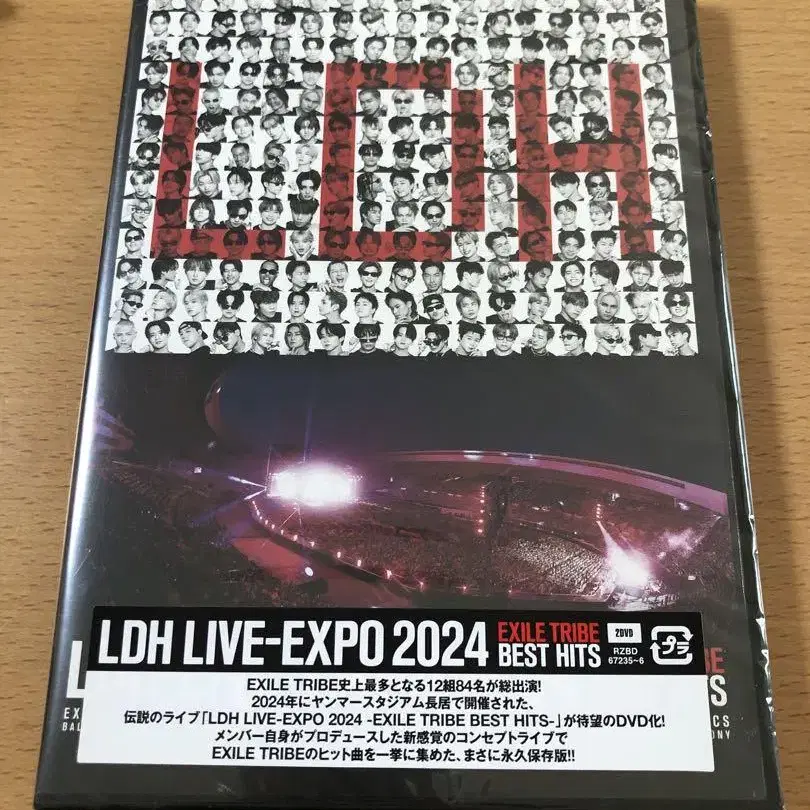 LDH
LDH LIVE-EXPO 2024 EXILE TRIBE BEST HITS
2DVD
RZBD
67235~6
プラ
EXILE TRIBE史上最多となる12組84名が総出演!
2024年にヤンマースタジアム長居で開催された、
伝説のライブ「LDH LIVE-EXPO 2024 -EXILE TRIBE BEST HITS-」が待望のDVD化!
メンバー自身がプロデュースした新感覚のコンセプトライブで
EXILE TRIBEのヒット曲を一挙に集めた、まさに永久保存版!!